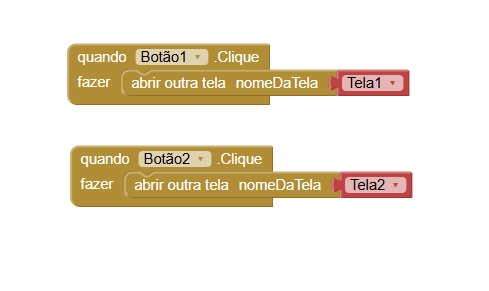 quando Botão1 .Clique
fazer abrir outra tela nomeDaTela Tela1
quando Botão2 .Clique
fazer abrir outra tela nomeDaTela Tela2